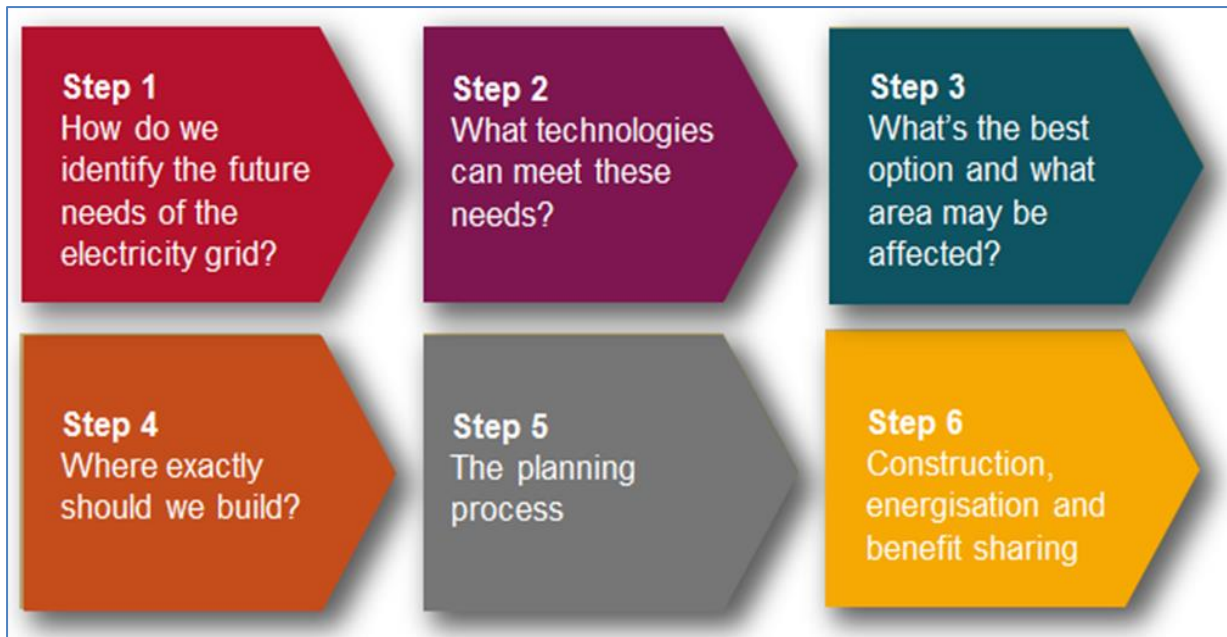 Step 1
How do we
identify the future
needs of the
electricity grid?
Step 2
What technologies
can meet these
needs?
Step 3
What's the best
option and what
area may be
affected?
Step 4
Where exactly
should we build?
Step 5
The planning
process
Step 6
Construction,
energisation and
benefit sharing